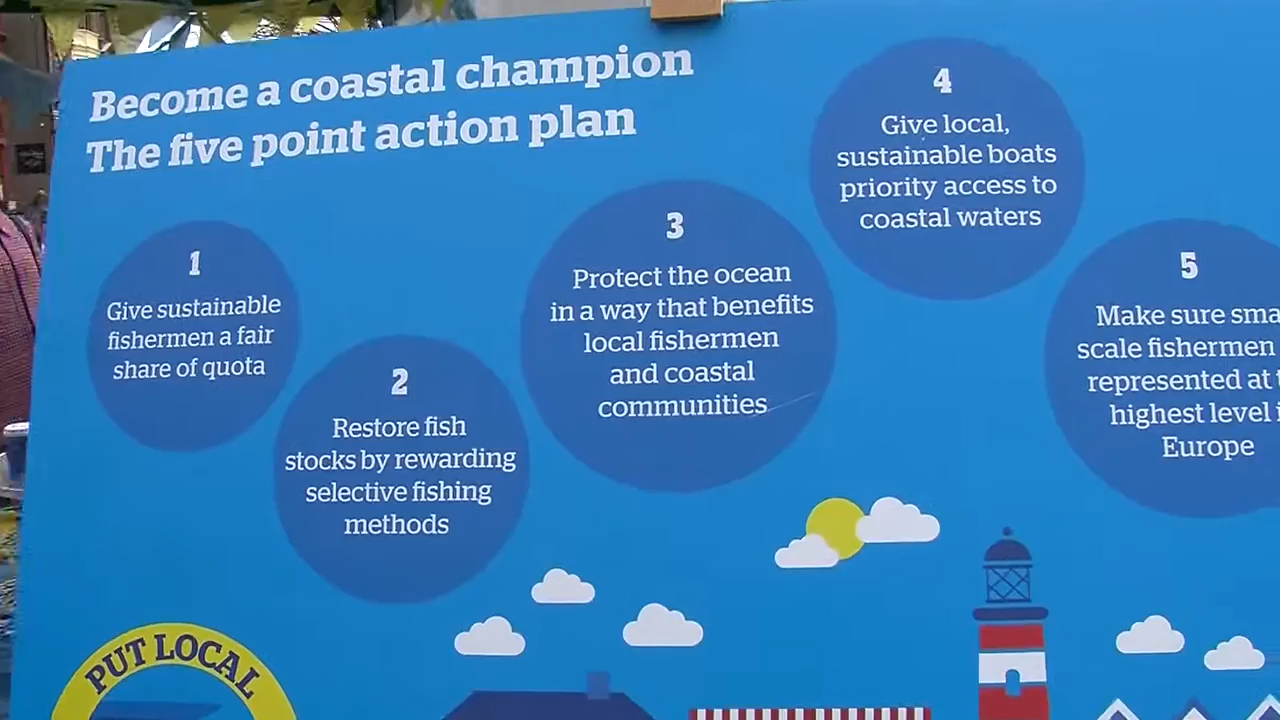 Become a coastal champion
The five point action plan
1
Give sustainable
fishermen a fair
share of quota
2
Restore fish
stocks by rewarding
selective fishing
methods
3
Protect the ocean
in a way that benefits
local fishermen
and coastal
communities
4
Give local,
sustainable boats
priority access to
coastal waters
5
Make sure
scale fishermen
represented at
highest level
Europe
PUT LOCAL